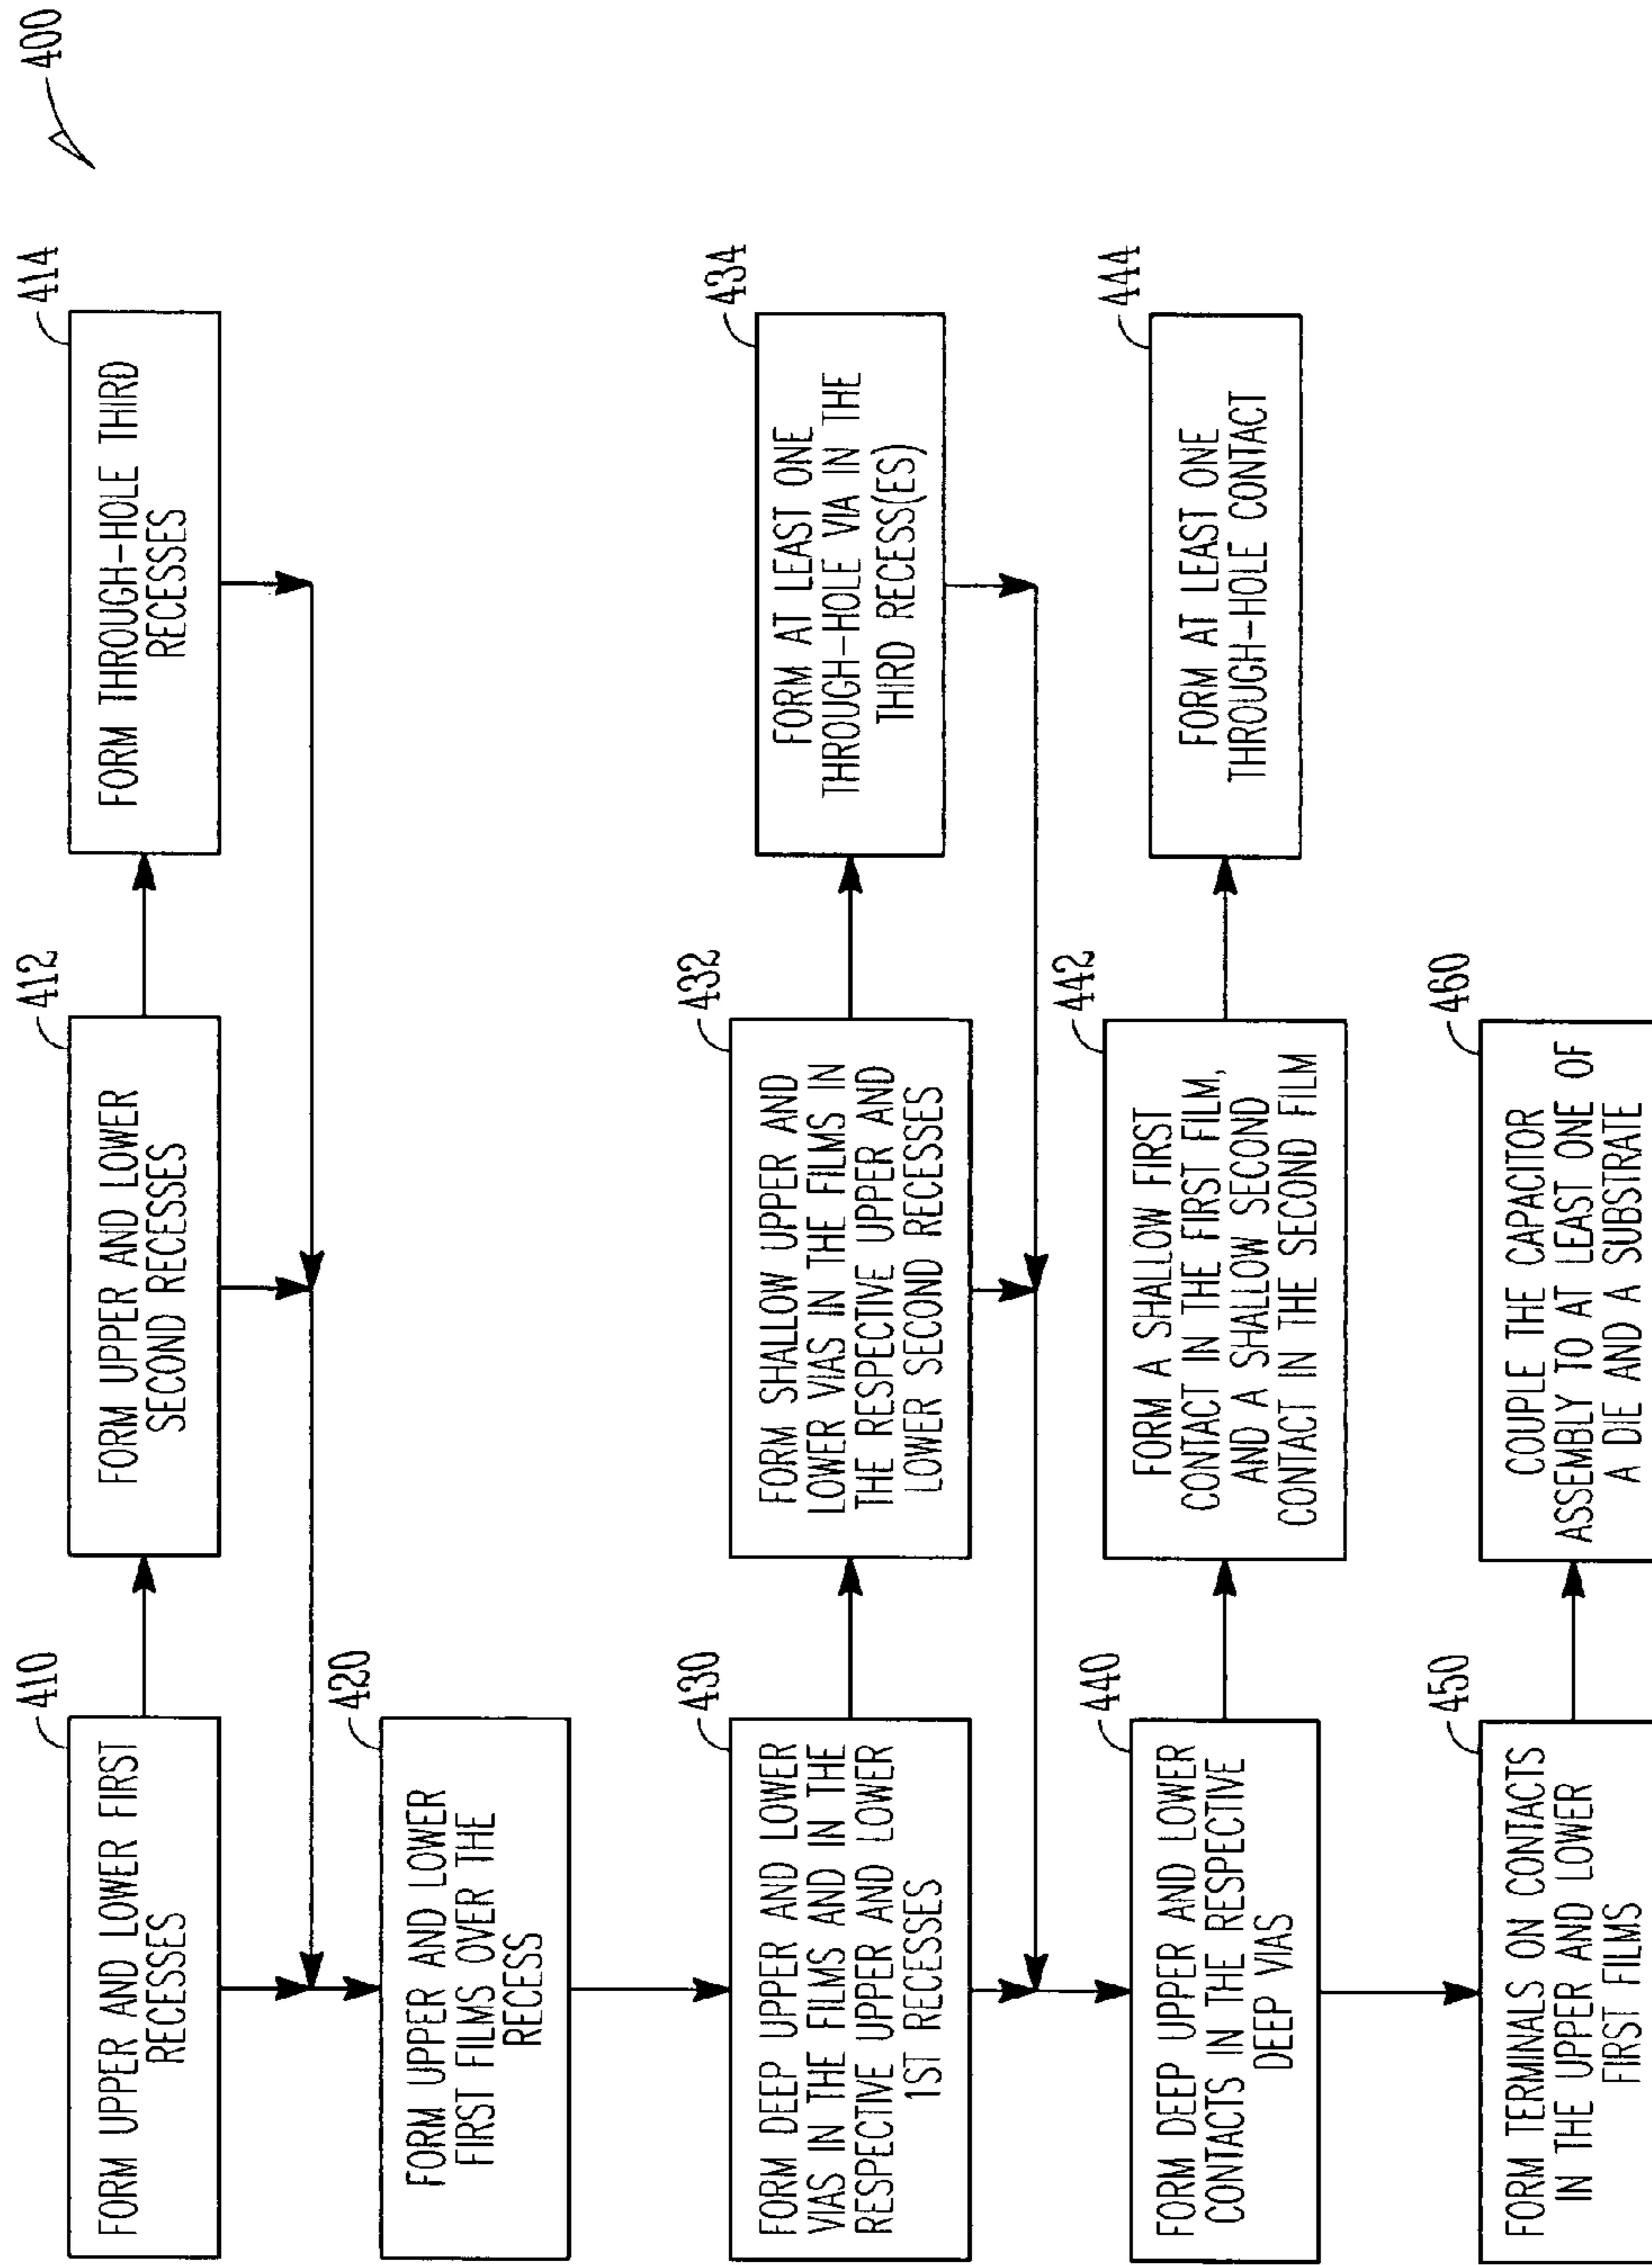 400
410
FORM UPPER AND LOWER FIRST
RECESSES
412
FORM UPPER AND LOWER
SECOND RECESSES
414
FORM THROUGH-HOLE THIRD
RECESSES
420
FORM UPPER AND LOWER
FIRST FILMS OVER THE
RECESS
430
FORM DEEP UPPER AND LOWER
VIAS IN THE FILMS AND IN THE
RESPECTIVE UPPER AND LOWER
1ST RECESSES
432
FORM SHALLOW UPPER AND
LOWER VIAS IN THE FILMS IN
THE RESPECTIVE UPPER AND
LOWER SECOND RECESSES
434
FORM AT LEAST ONE
THROUGH-HOLE VIA IN THE
THIRD RECESS(ES)
440
FORM DEEP UPPER AND LOWER
CONTACTS IN THE RESPECTIVE
DEEP VIAS
442
FORM A SHALLOW FIRST
CONTACT IN THE FIRST FILM,
AND A SHALLOW SECOND
CONTACT IN THE SECOND FILM
444
FORM AT LEAST ONE
THROUGH-HOLE CONTACT
450
FORM TERMINALS ON CONTACTS
IN THE UPPER AND LOWER
FIRST FILMS
460
COUPLE THE CAPACITOR
ASSEMBLY TO AT LEAST ONE OF
A DIE AND A SUBSTRATE